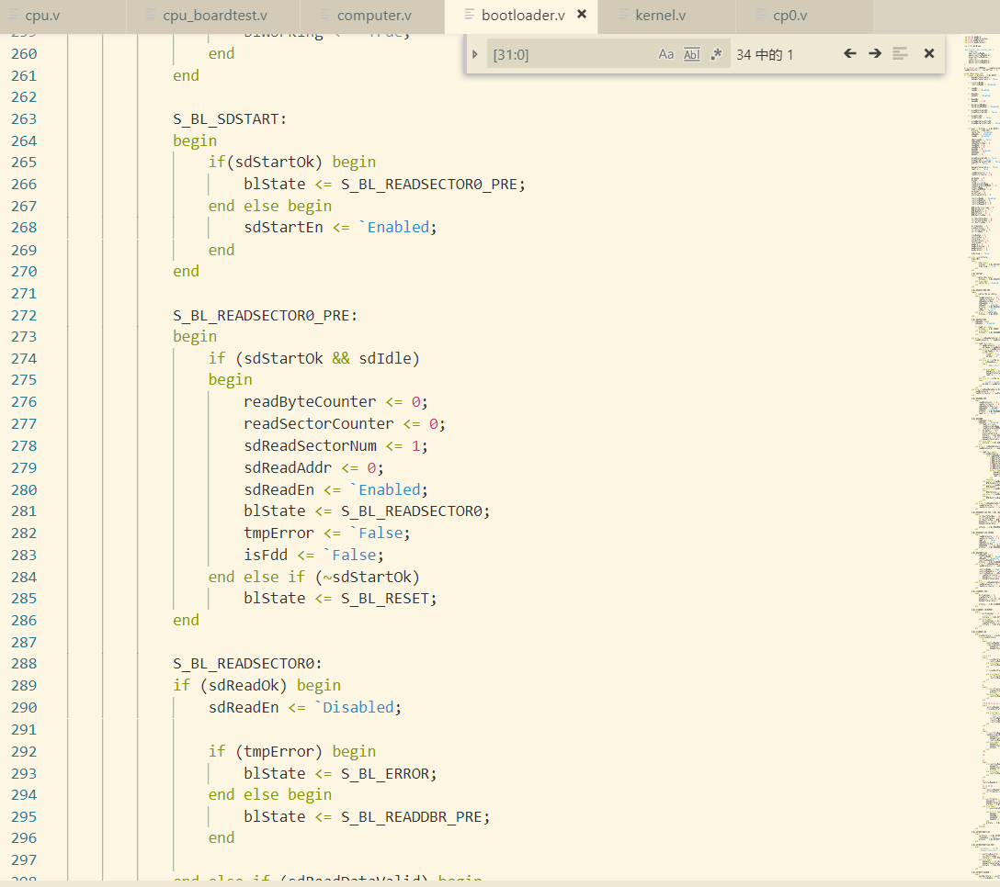 cpu.v cpu_boardtest.v computer.v bootloader.v × kernel.v cp0.v
[31:0] Aa Abl .* 34 中的 1
260 end
261 end
262
263 S_BL_SDSTART:
264 begin
265 if(sdStartOk) begin
266 blState <= S_BL_READSECTOR0_PRE;
267 end else begin
268 sdStartEn <= `Enabled;
269 end
270 end
271
272 S_BL_READSECTOR0_PRE:
273 begin
274 if (sdStartOk && sdIdle)
275 begin
276 readByteCounter <= 0;
277 readSectorCounter <= 0;
278 sdReadSectorNum <= 1;
279 sdReadAddr <= 0;
280 sdReadEn <= `Enabled;
281 blState <= S_BL_READSECTOR0;
282 tmpError <= `False;
283 isFdd <= `False;
284 end else if (~sdStartOk)
285 blState <= S_BL_RESET;
286 end
287
288 S_BL_READSECTOR0:
289 if (sdReadOk) begin
290 sdReadEn <= `Disabled;
291
292 if (tmpError) begin
293 blState <= S_BL_ERROR;
294 end else begin
295 blState <= S_BL_READDBR_PRE;
296 end
297
298 end else if (sdReadDataValid) begin